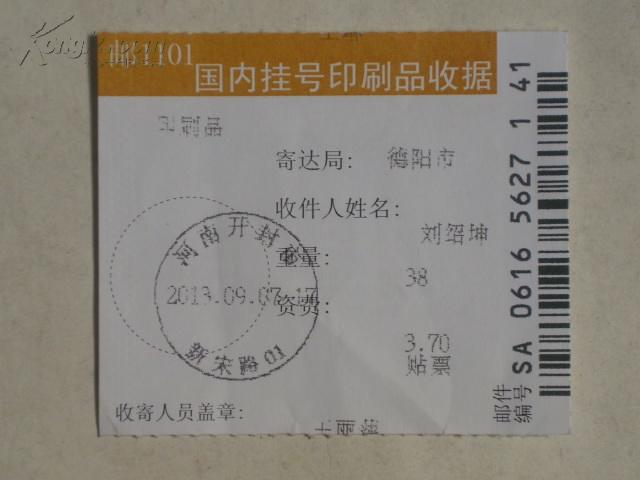 邮1101
国内挂号印刷品收据
寄达局: 德阳市
收件人姓名:
刘绍坤
重量:
38
资费:
3.70
贴票
河南开封
2013.09.07.17
新宋路01
收寄人员盖章:
邮件
编号 SA 0616 5627 1 41